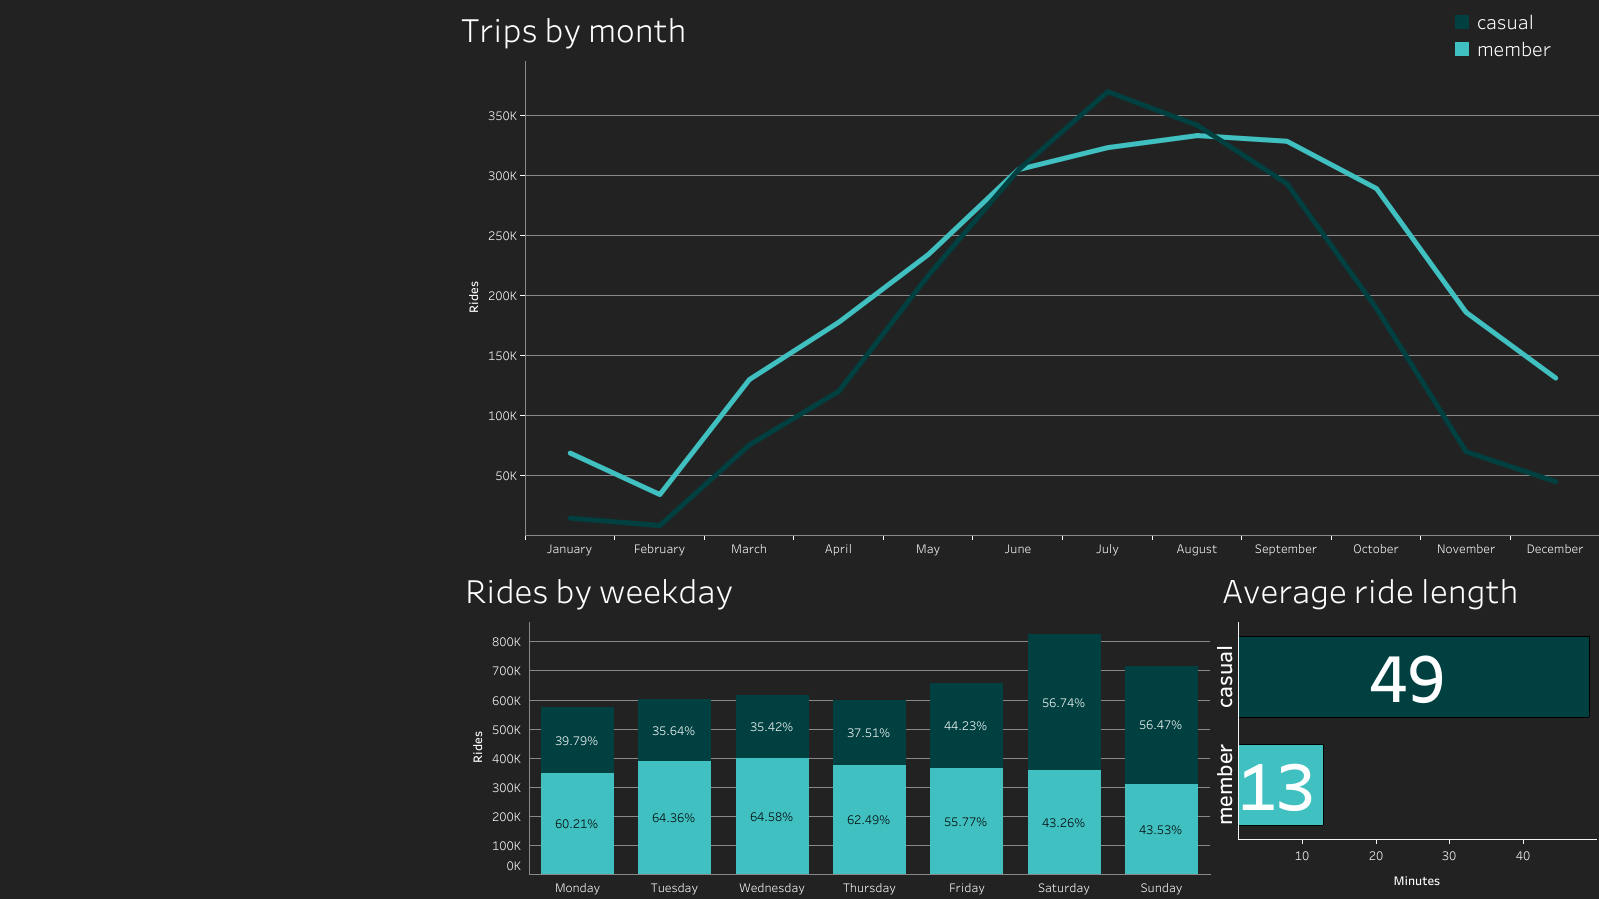 Trips by month
casual
member
350K
300K
250K
200K
150K
100K
50K
Rides
January February March April May June July August September October November December
Rides by weekday
800K
700K
600K
500K
400K
300K
200K
100K
0K
Rides
39.79% 35.64% 35.42% 37.51% 44.23% 56.74% 56.47%
60.21% 64.36% 64.58% 62.49% 55.77% 43.26% 43.53%
Monday Tuesday Wednesday Thursday Friday Saturday Sunday
Average ride length
casual
49
member
13
10 20 30 40
Minutes